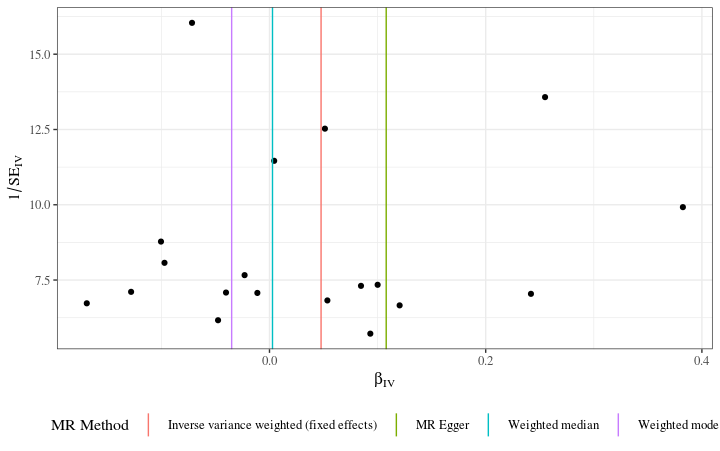 15.0
12.5
10.0
7.5
1/SE_IV
0.0 0.2 0.4
β_IV
MR Method Inverse variance weighted (fixed effects) MR Egger Weighted median Weighted mode